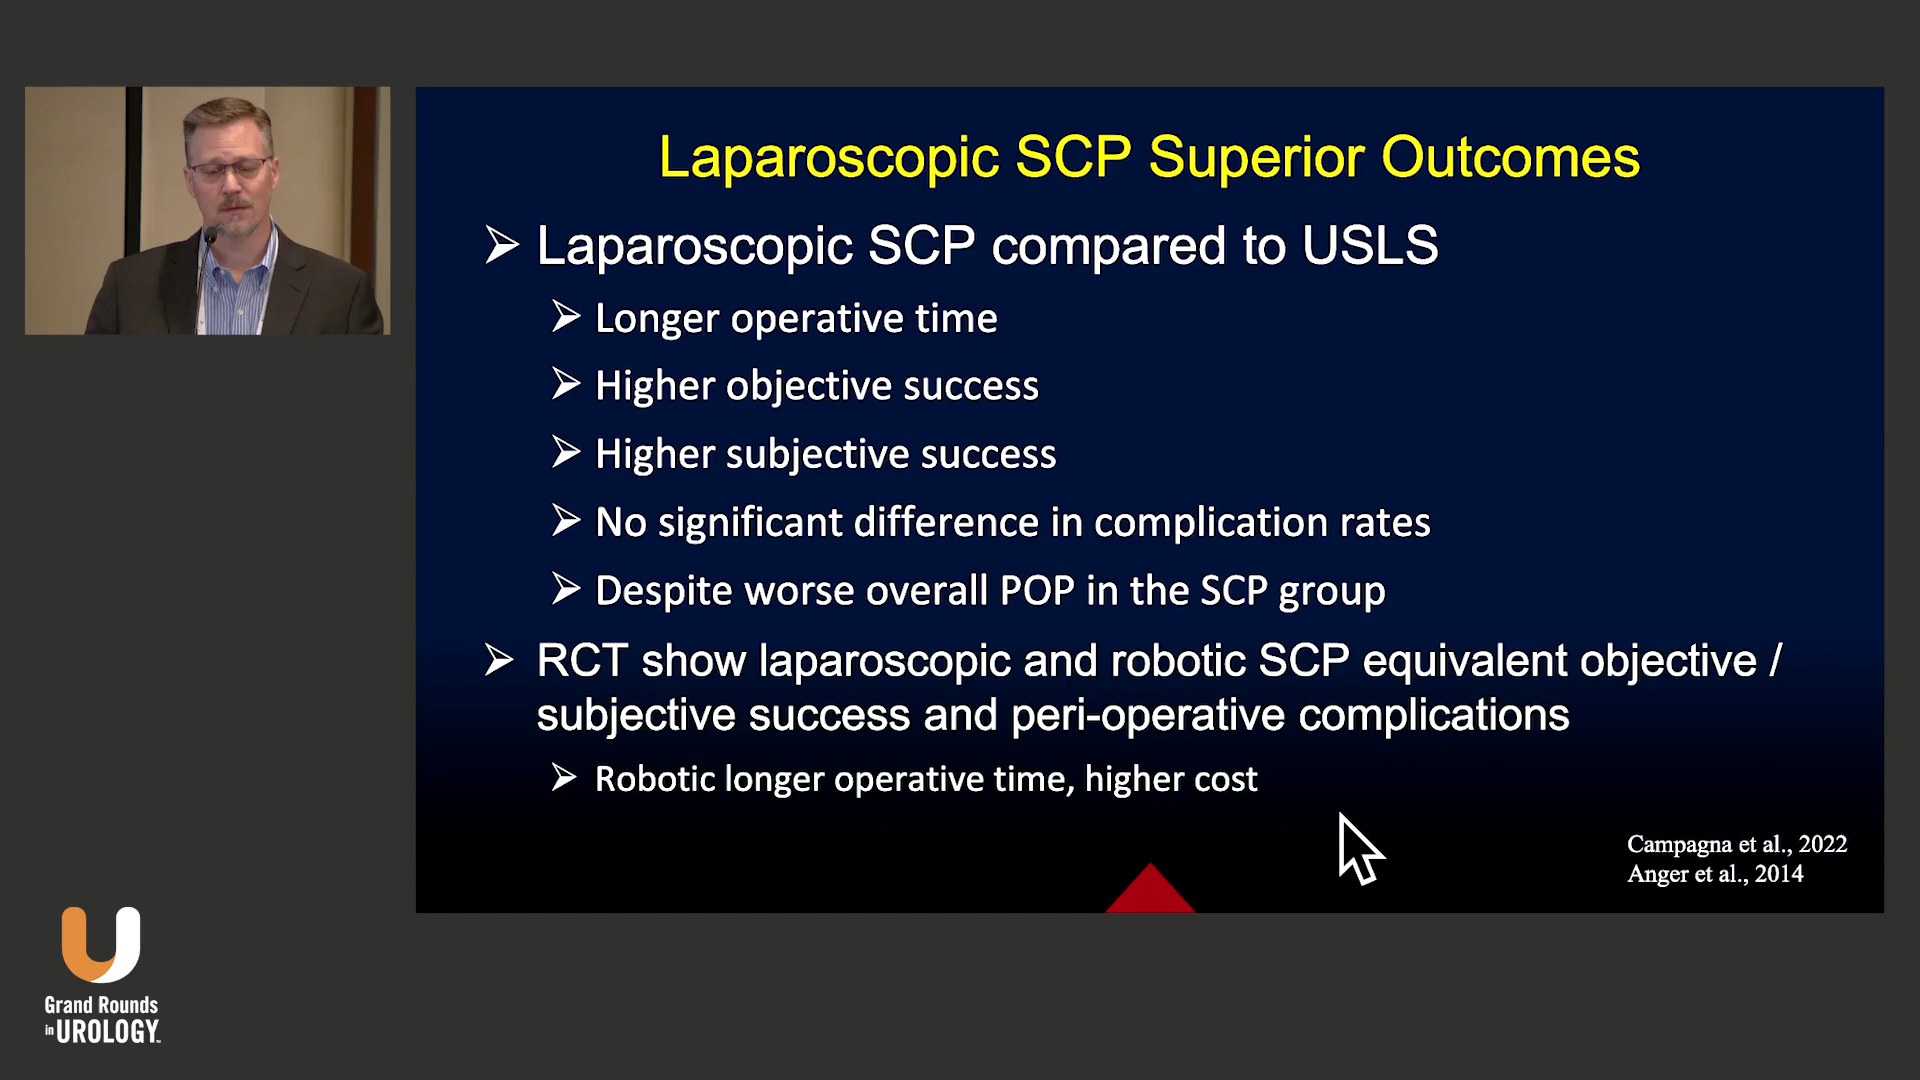 Laparoscopic SCP Superior Outcomes
Laparoscopic SCP compared to USLS
Longer operative time
Higher objective success
Higher subjective success
No significant difference in complication rates
Despite worse overall POP in the SCP group
RCT show laparoscopic and robotic SCP equivalent objective /
subjective success and peri-operative complications
Robotic longer operative time, higher cost
Campagna et al., 2022
Anger et al., 2014
Grand Rounds
in UROLOGY™